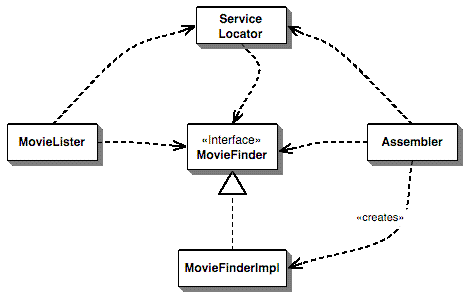 Service
Locator
MovieLister
«Interface»
MovieFinder
Assembler
«creates»
MovieFinderImpl